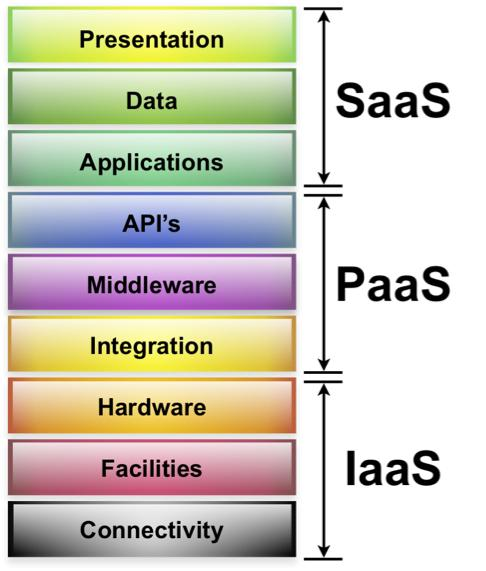 Presentation
Data
Applications
SaaS
API's
Middleware
Integration
PaaS
Hardware
Facilities
Connectivity
IaaS